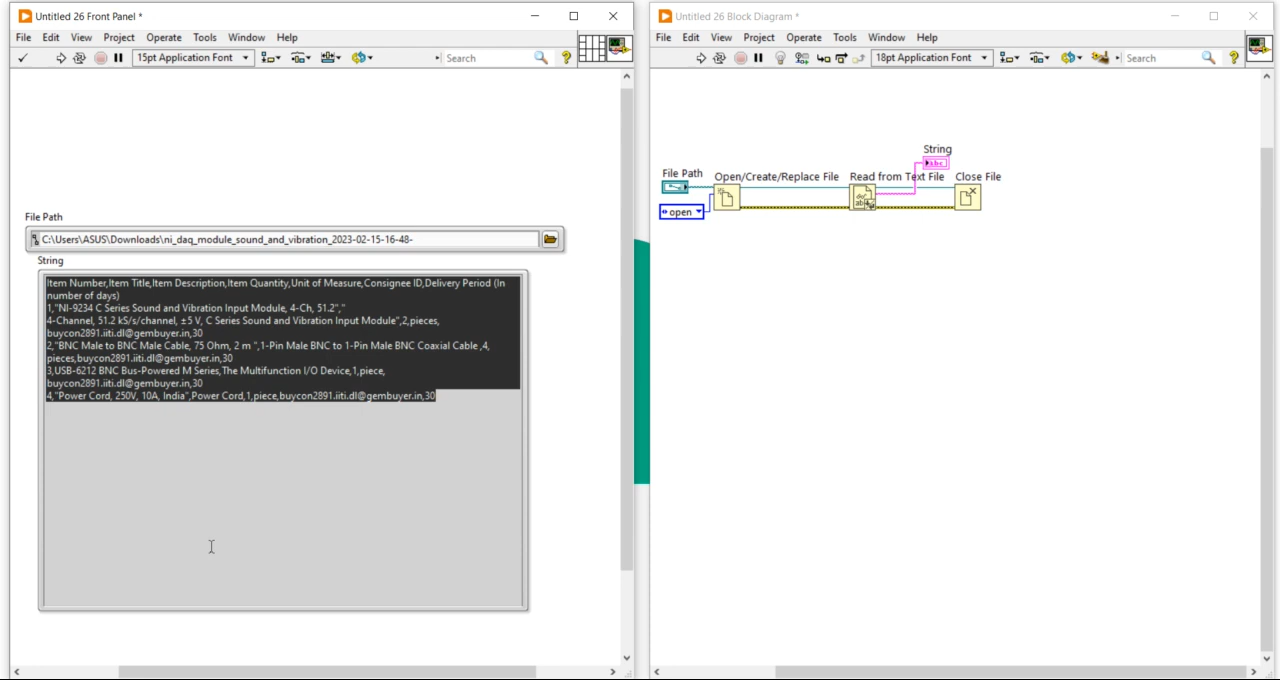 Untitled 26 Front Panel *
File Edit View Project Operate Tools Window Help
15pt Application Font
Search
File Path
C:\Users\ASUS\Downloads\ni_daq_module_sound_and_vibration_2023-02-15-16-48-
String
Item Number,Item Title,Item Description,Item Quantity,Unit of Measure,Consignee ID,Delivery Period (In
number of days)
1,"NI-9234 C Series Sound and Vibration Input Module, 4-Ch, 51.2","
4-Channel, 51.2 kS/s/channel, ±5 V, C Series Sound and Vibration Input Module",2,pieces,
buycon2891.iiti.dl@gembuyer.in,30
2,"BNC Male to BNC Male Cable, 75 Ohm, 2 m ",1-Pin Male BNC to 1-Pin Male BNC Coaxial Cable ,4,
pieces,buycon2891.iiti.dl@gembuyer.in,30
3,USB-6212 BNC Bus-Powered M Series,The Multifunction I/O Device,1,piece,
buycon2891.iiti.dl@gembuyer.in,30
4,"Power Cord, 250V, 10A, India",Power Cord,1,piece,buycon2891.iiti.dl@gembuyer.in,30
Untitled 26 Block Diagram *
File Edit View Project Operate Tools Window Help
18pt Application Font
Search
String
abc
File Path
Open/Create/Replace File
Read from Text File
Close File
open